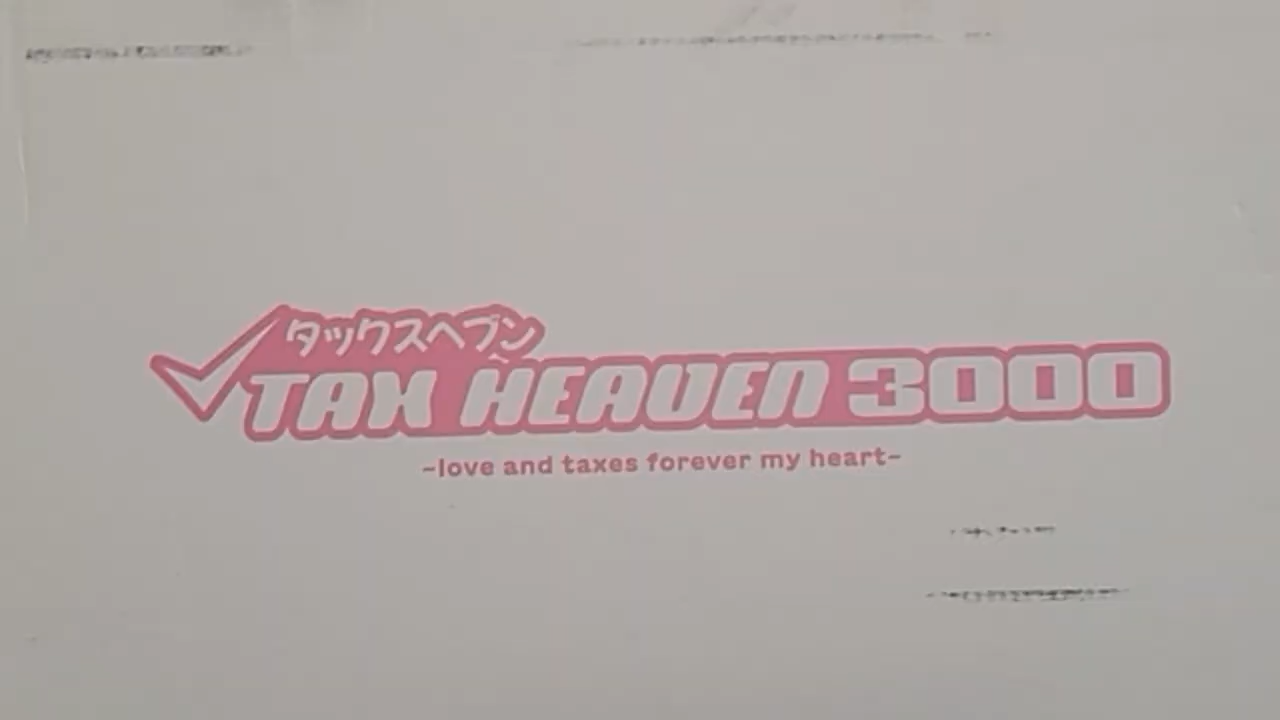 タックスヘブン
TAX HEAVEN 3000
~love and taxes forever my heart~